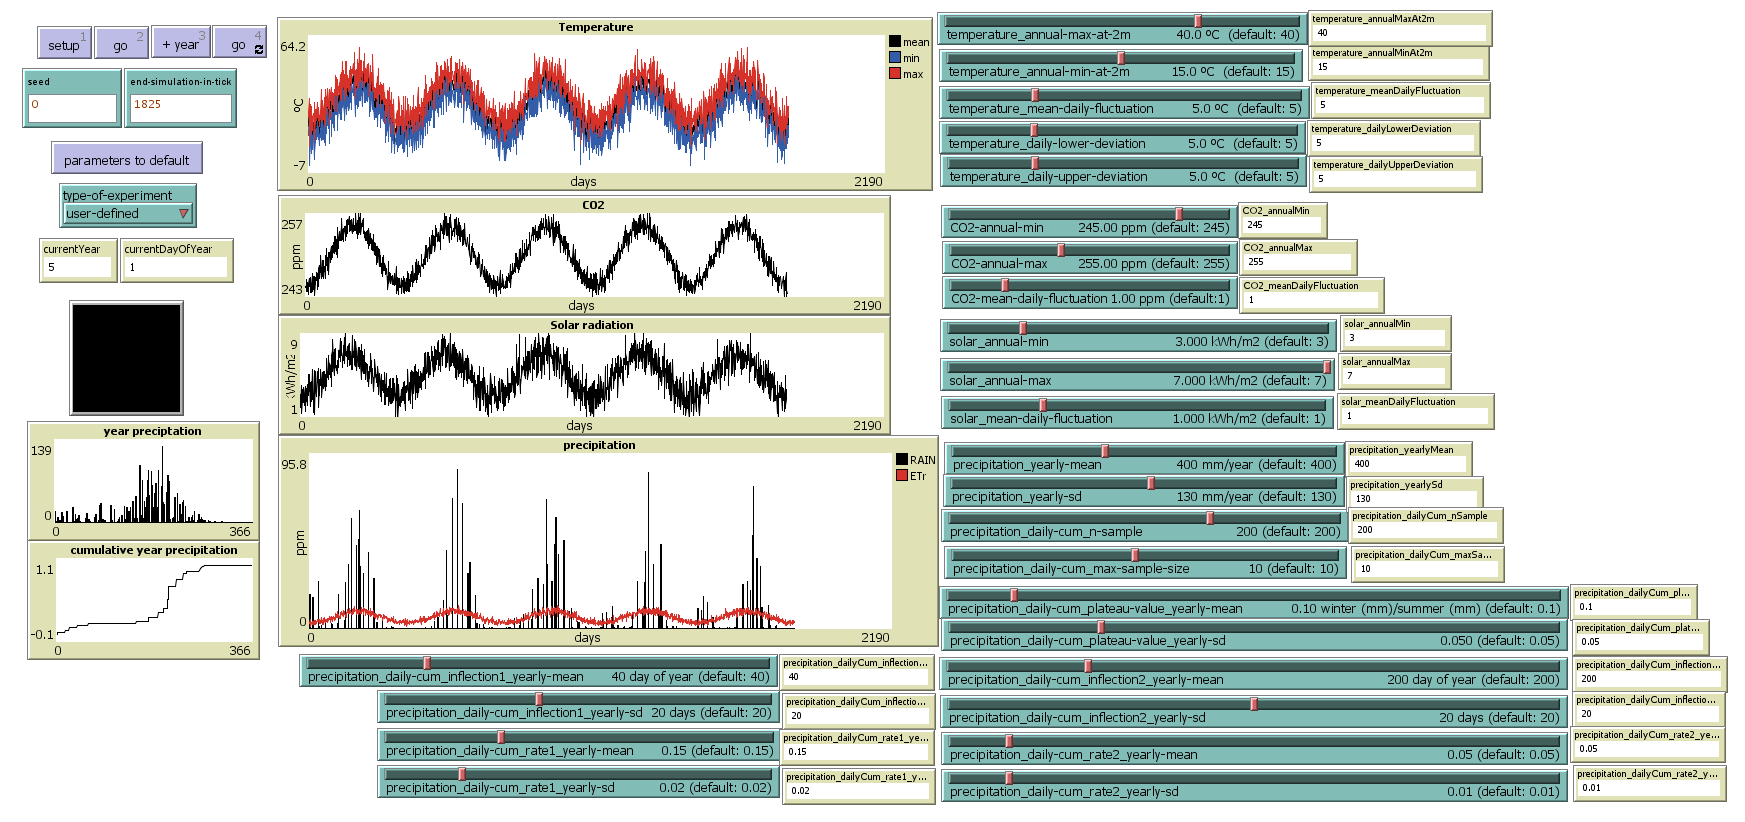 setup 1
go 2
+ year 3
go 4
seed
0
end-simulation-in-tick
1825
parameters to default
type-of-experiment
user-defined
currentYear
5
currentDayOfYear
1
year preciptation
139
0
0
366
cumulative year precipitation
1.1
-0.1
0
366
Temperature
64.2
ºC
-7
0
days
2190
mean
min
max
CO2
257
ppm
243
0
days
2190
Solar radiation
1
0
days
2190
precipitation
95.8
ppm
0
0
days
2190
RAIN
ETr
temperature_annual-max-at-2m 40.0 ºC (default: 40)
temperature_annualMaxAt2m
40
temperature_annual-min-at-2m 15.0 ºC (default: 15)
temperature_annualMinAt2m
15
temperature_mean-daily-fluctuation 5.0 ºC (default: 5)
temperature_meanDailyFluctuation
5
temperature_daily-lower-deviation 5.0 ºC (default: 5)
temperature_dailyLowerDeviation
5
temperature_daily-upper-deviation 5.0 ºC (default: 5)
temperature_dailyUpperDeviation
5
CO2-annual-min 245.00 ppm (default: 245)
CO2_annualMin
245
CO2-annual-max 255.00 ppm (default: 255)
CO2_annualMax
255
CO2-mean-daily-fluctuation 1.00 ppm (default:1)
CO2_meanDailyFluctuation
1
solar_annual-min 3.000 kWh/m2 (default: 3)
solar_annualMin
3
solar_annual-max 7.000 kWh/m2 (default: 7)
solar_annualMax
7
solar_mean-daily-fluctuation 1.000 kWh/m2 (default: 1)
solar_meanDailyFluctuation
1
precipitation_yearly-mean 400 mm/year (default: 400)
precipitation_yearlyMean
400
precipitation_yearly-sd 130 mm/year (default: 130)
precipitation_yearlySd
130
precipitation_daily-cum_n-sample 200 (default: 200)
precipitation_dailyCum_nSample
200
precipitation_daily-cum_max-sample-size 10 (default: 10)
precipitation_dailyCum_maxSa...
10
precipitation_daily-cum_plateau-value_yearly-mean 0.10 winter (mm)/summer (mm) (default: 0.1)
precipitation_dailyCum_pl...
0.1
precipitation_daily-cum_plateau-value_yearly-sd 0.050 (default: 0.05)
precipitation_dailyCum_plat...
0.05
precipitation_daily-cum_inflection1_yearly-mean 40 day of year (default: 40)
precipitation_dailyCum_inflection...
40
precipitation_daily-cum_inflection2_yearly-mean 200 day of year (default: 200)
precipitation_dailyCum_inflection...
200
precipitation_daily-cum_inflection1_yearly-sd 20 days (default: 20)
precipitation_dailyCum_inflectio...
20
precipitation_daily-cum_inflection2_yearly-sd 20 days (default: 20)
precipitation_dailyCum_inflectio...
20
precipitation_daily-cum_rate1_yearly-mean 0.15 (default: 0.15)
precipitation_dailyCum_rate1_ye...
0.15
precipitation_daily-cum_rate2_yearly-mean 0.05 (default: 0.05)
precipitation_dailyCum_rate2_ye...
0.05
precipitation_daily-cum_rate1_yearly-sd 0.02 (default: 0.02)
precipitation_dailyCum_rate1_y...
0.02
precipitation_daily-cum_rate2_yearly-sd 0.01 (default: 0.01)
precipitation_dailyCum_rate2_y...
0.01